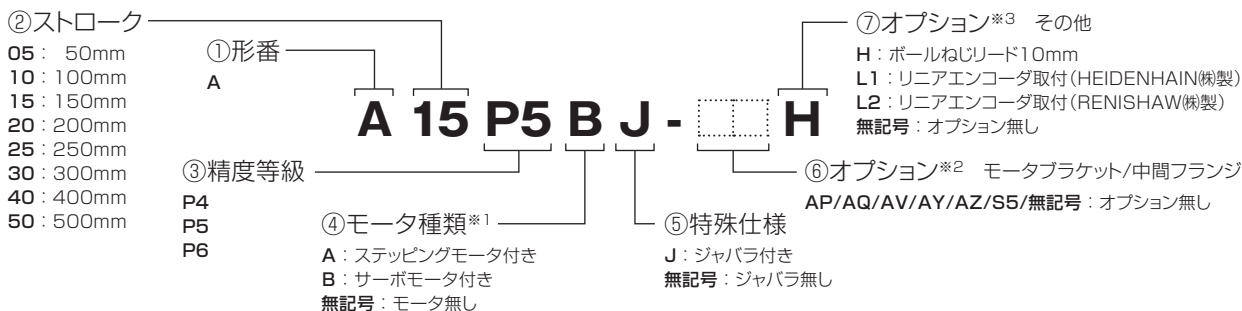 ②ストローク
05： 50mm
10：100mm
15：150mm
20：200mm
25：250mm
30：300mm
40：400mm
50：500mm
①形番
A
A 15 P5 B J - H
③精度等級
P4
P5
P6
④モータ種類※1
A：ステッピングモータ付き
B：サーボモータ付き
無記号：モータ無し
⑤特殊仕様
J：ジャバラ付き
無記号：ジャバラ無し
⑥オプション※2 モータブラケット/中間フランジ
AP/AQ/AV/AY/AZ/S5/無記号：オプション無し
⑦オプション※3 その他
H：ボールねじリード10mm
L1：リニアエンコーダ取付(HEIDENHAIN㈱製)
L2：リニアエンコーダ取付(RENISHAW㈱製)
無記号：オプション無し